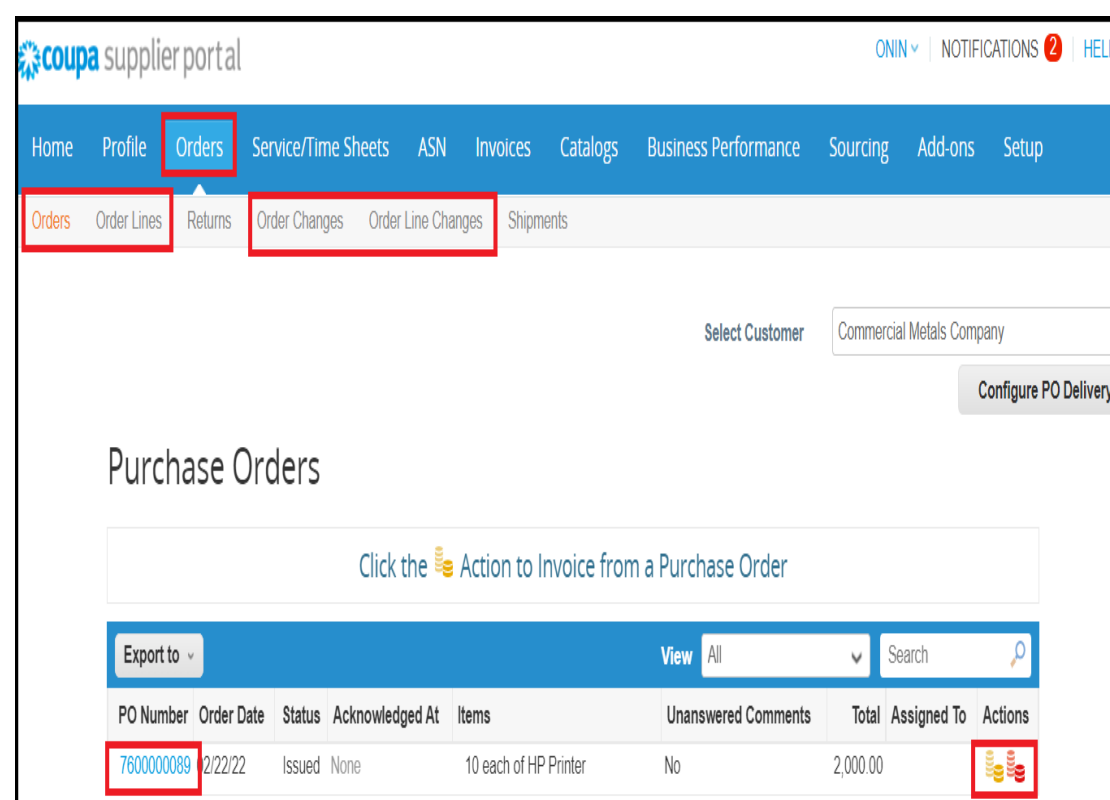 coupa supplier portal ONIN NOTIFICATIONS 2
Home Profile Orders Service/Time Sheets ASN Invoices Catalogs Business Performance Sourcing Add-ons Setup
Orders Order Lines Returns Order Changes Order Line Changes Shipments
Select Customer Commercial Metals Company
Configure PO Delivery
Purchase Orders
Click the Action to Invoice from a Purchase Order
Export to View All Search
PO Number Order Date Status Acknowledged At Items Unanswered Comments Total Assigned To Actions
7600000089 02/22/22 Issued None 10 each of HP Printer No 2,000.00